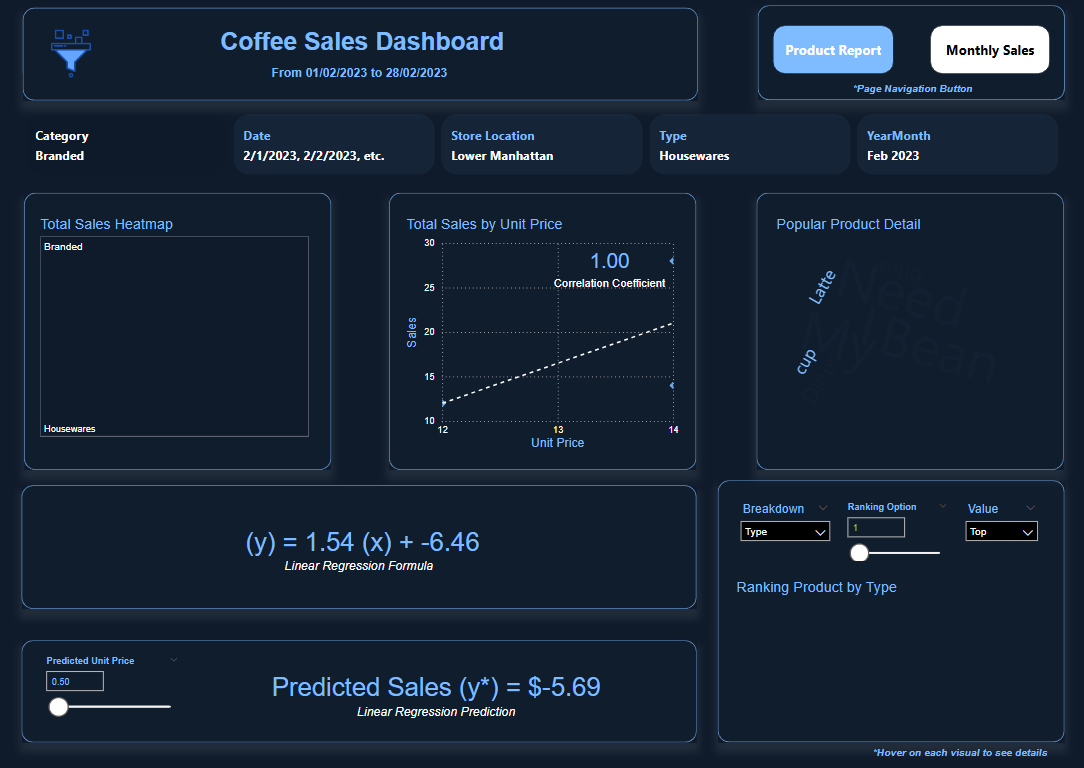 Coffee Sales Dashboard
From 01/02/2023 to 28/02/2023
Product Report
Monthly Sales
*Page Navigation Button
Category
Branded
Date
2/1/2023, 2/2/2023, etc.
Store Location
Lower Manhattan
Type
Housewares
YearMonth
Feb 2023
Total Sales Heatmap
Branded
Housewares
Total Sales by Unit Price
30
25
20
15
10
Sales
1.00
Correlation Coefficient
12
13
14
Unit Price
Popular Product Detail
Latte
Need
MyBean
cup
(y) = 1.54 (x) + -6.46
Linear Regression Formula
Breakdown
Type
Ranking Option
1
Value
Top
Ranking Product by Type
Predicted Unit Price
0.50
Predicted Sales (y*) = $-5.69
Linear Regression Prediction
*Hover on each visual to see details